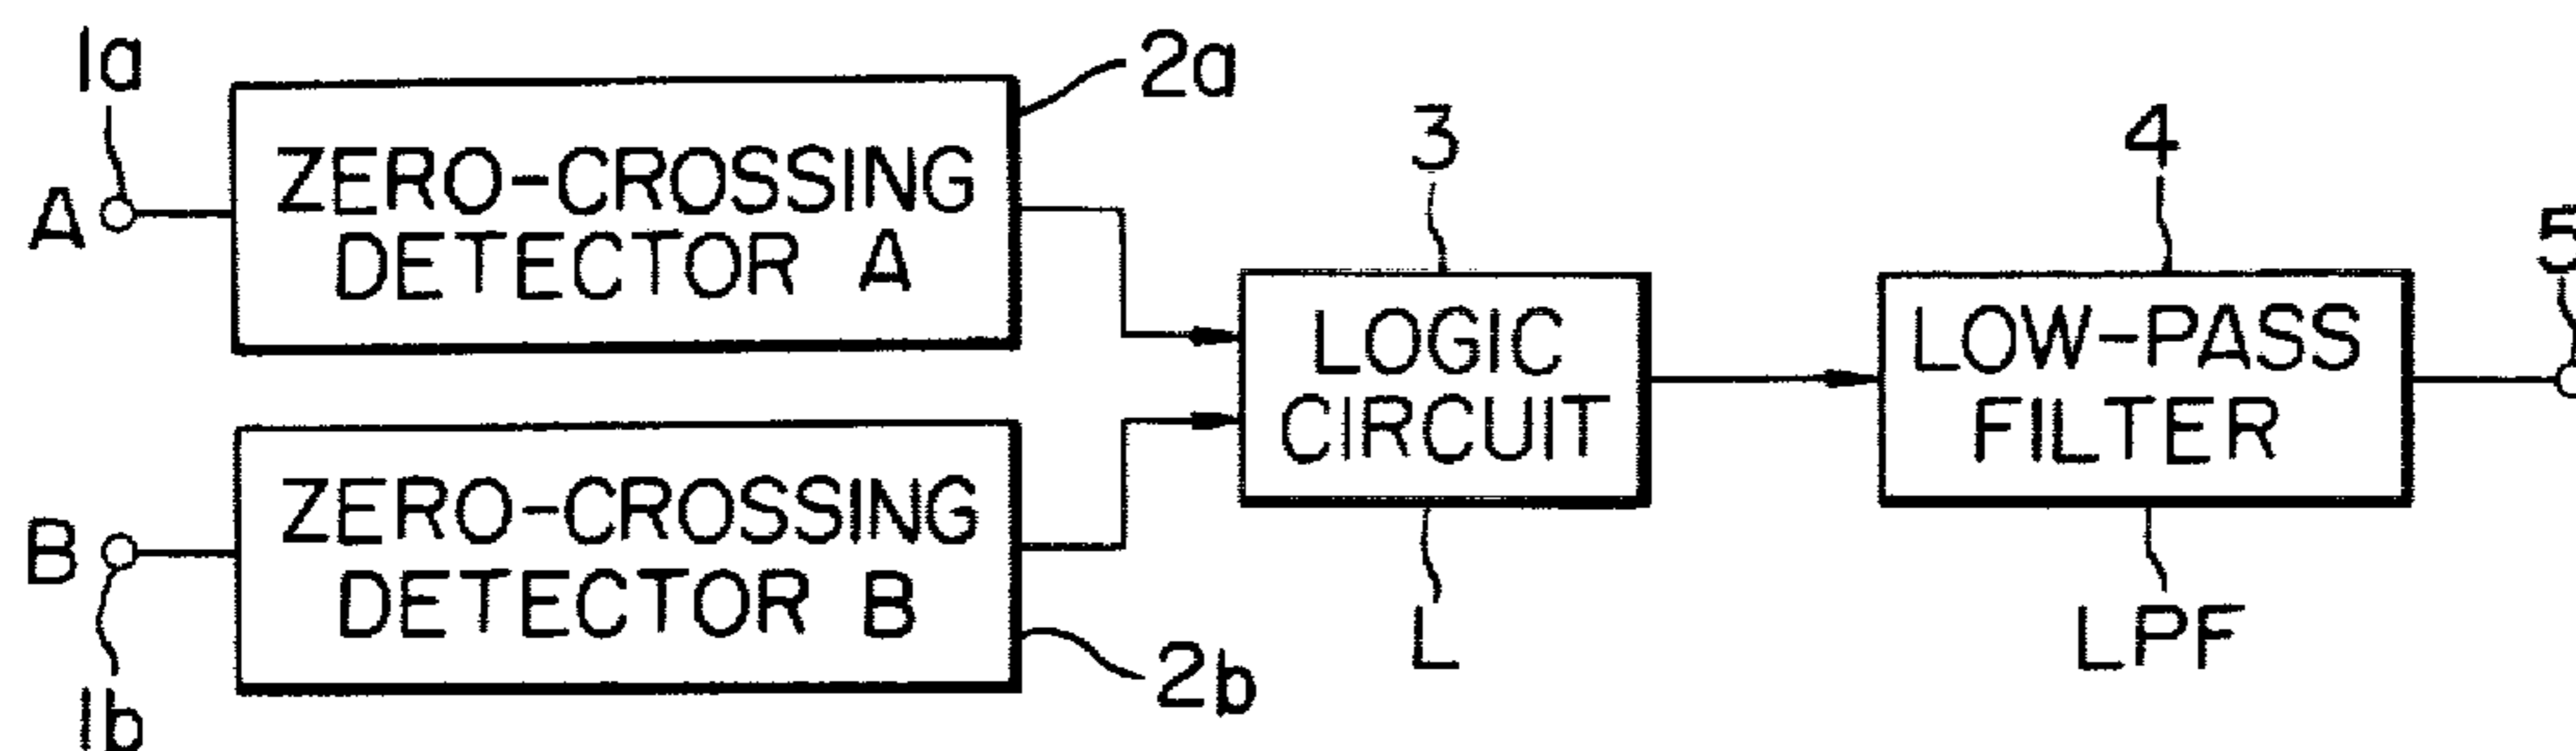 1a
2a
A
ZERO-CROSSING
DETECTOR A
3
4
5
LOGIC
CIRCUIT
LOW-PASS
FILTER
B
ZERO-CROSSING
DETECTOR B
1b
2b
L
LPF